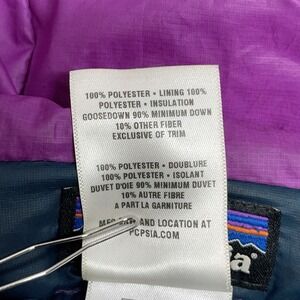 100% POLYESTER • LINING 100%
POLYESTER • INSULATION
GOOSEDOWN 90% MINIMUM DOWN
10% OTHER FIBER
EXCLUSIVE OF TRIM
100% POLYESTER • DOUBLURE
100% POLYESTER • ISOLANT
DUVET D'OIE 90% MINIMUM DUVET
10% AUTRE FIBRE
A PART LA GARNITURE
AND LOCATION AT
PCPSIA.COM
a